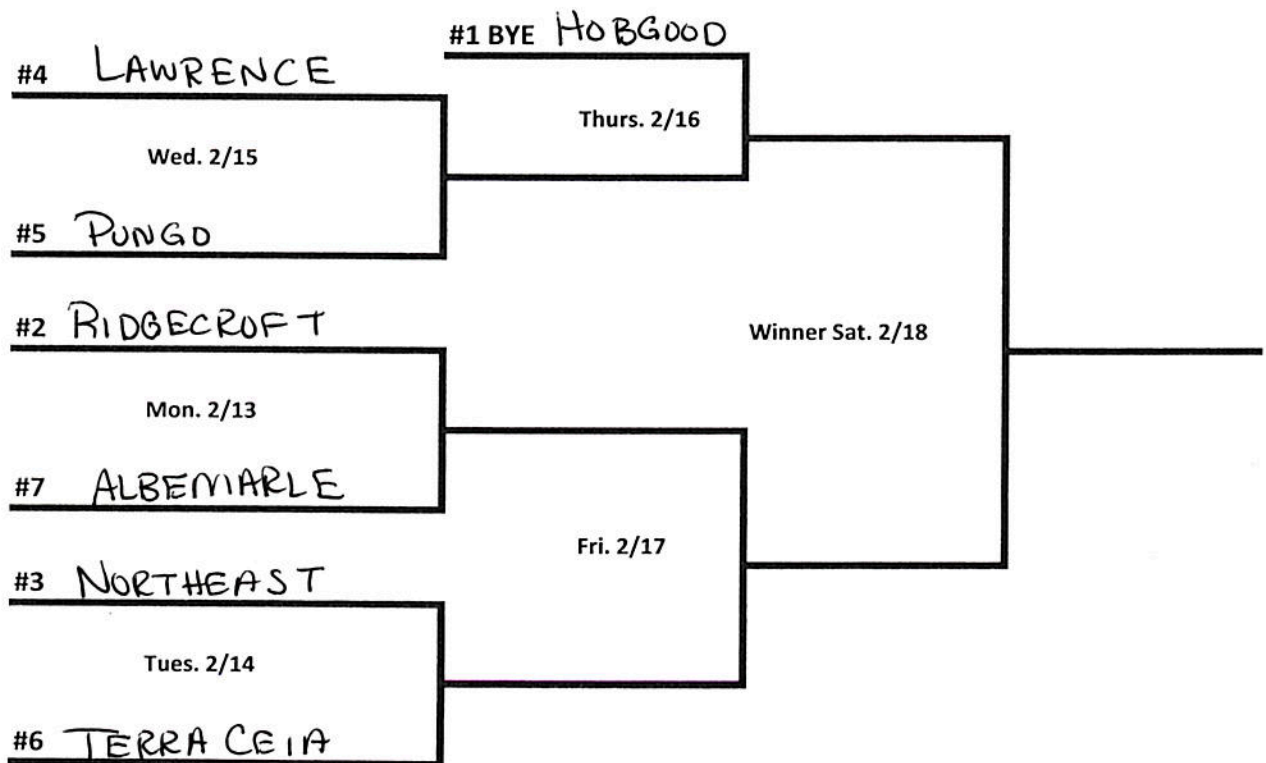 #1 BYE HOBGOOD
#4 LAWRENCE
Thurs. 2/16
Wed. 2/15
#5 PUNGO
#2 RIDGECROFT
Winner Sat. 2/18
Mon. 2/13
#7 ALBEMARLE
Fri. 2/17
#3 NORTHEAST
Tues. 2/14
#6 TERRA CEIA